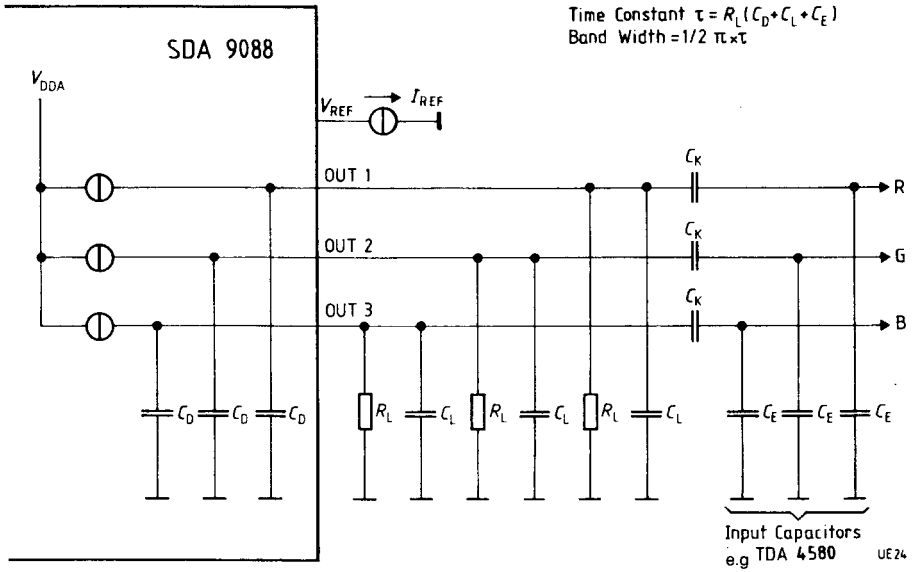 Time Constant τ = R_L (C_D + C_L + C_E)
Band Width = 1/2 π × τ
SDA 9088
V_DDA
V_REF
I_REF
OUT 1
C_K
R
OUT 2
C_K
G
OUT 3
C_K
B
C_D C_D C_D R_L C_L R_L C_L R_L C_L C_E C_E C_E
Input Capacitors
e.g TDA 4580
UE24